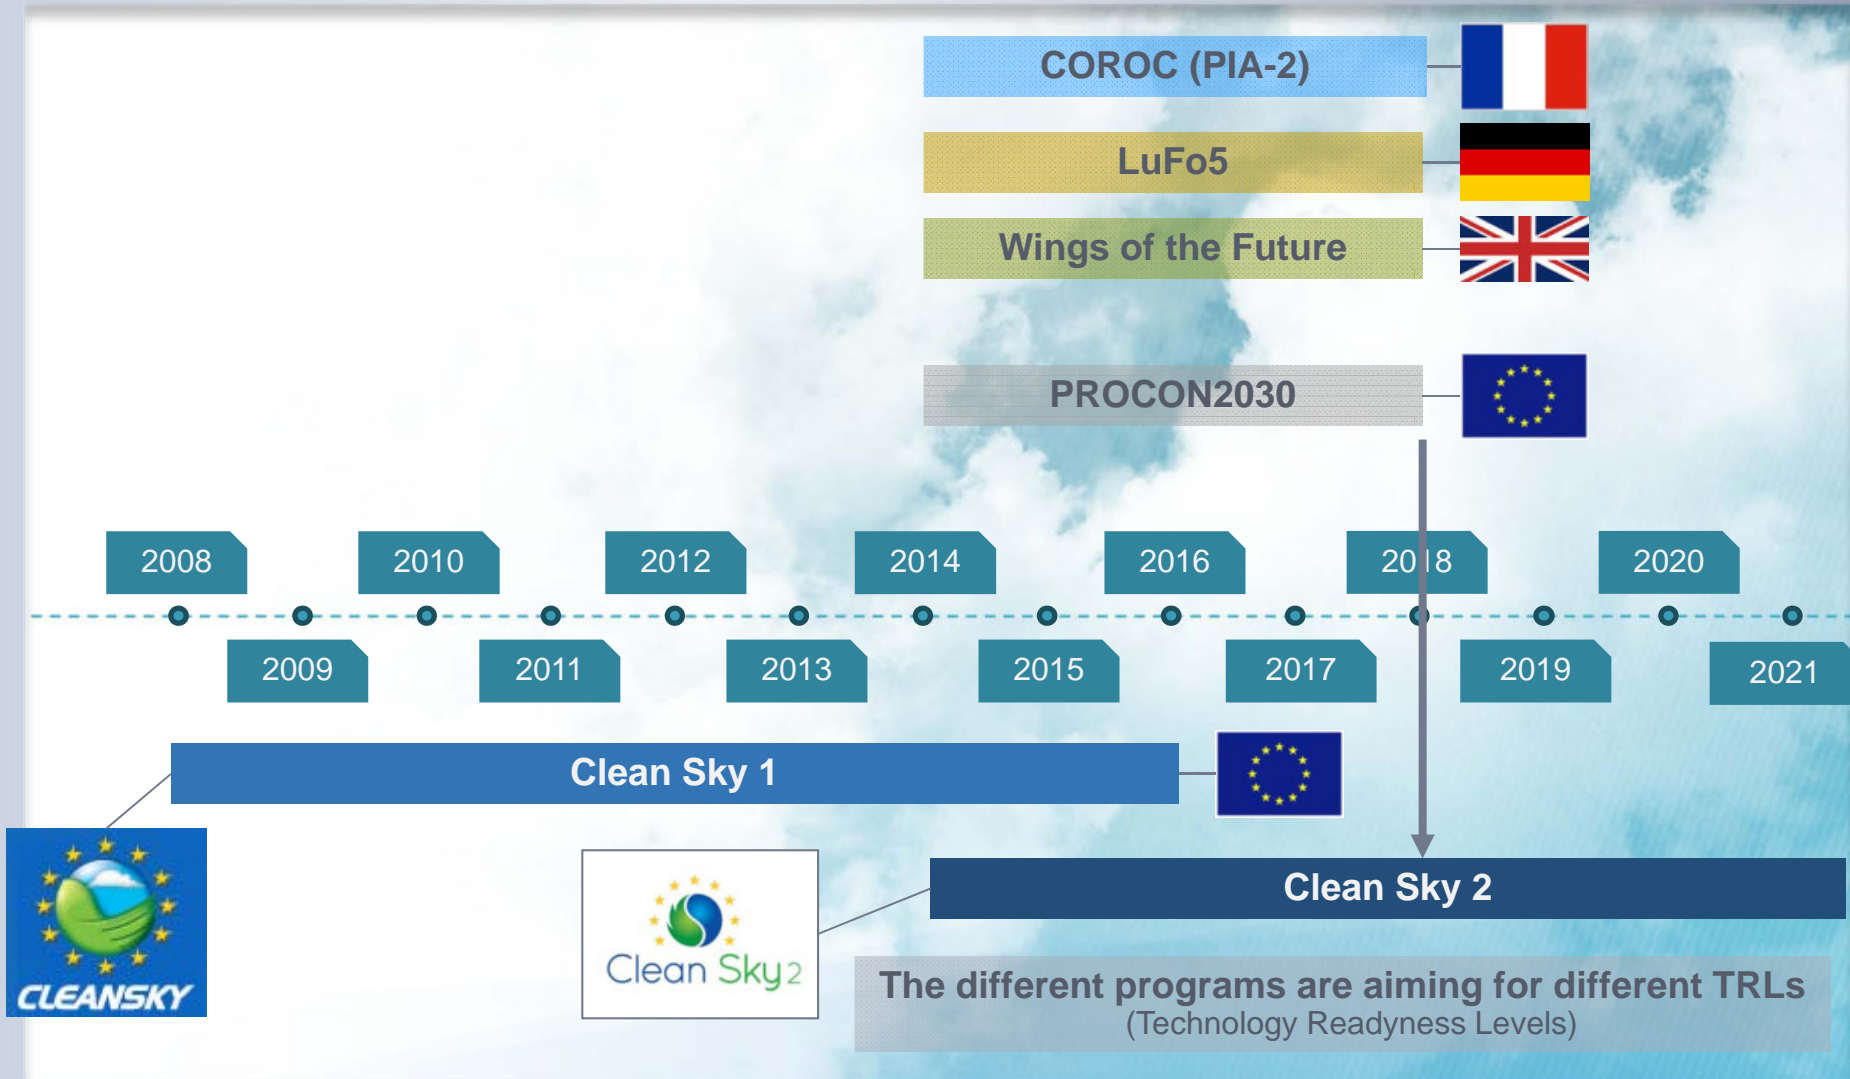 COROC (PIA-2)
LuFo5
Wings of the Future
PROCON2030
2008
2010
2012
2014
2016
2018
2020
2009
2011
2013
2015
2017
2019
2021
Clean Sky 1
CLEANSKY
Clean Sky 2
Clean Sky2
The different programs are aiming for different TRLs
(Technology Readyness Levels)